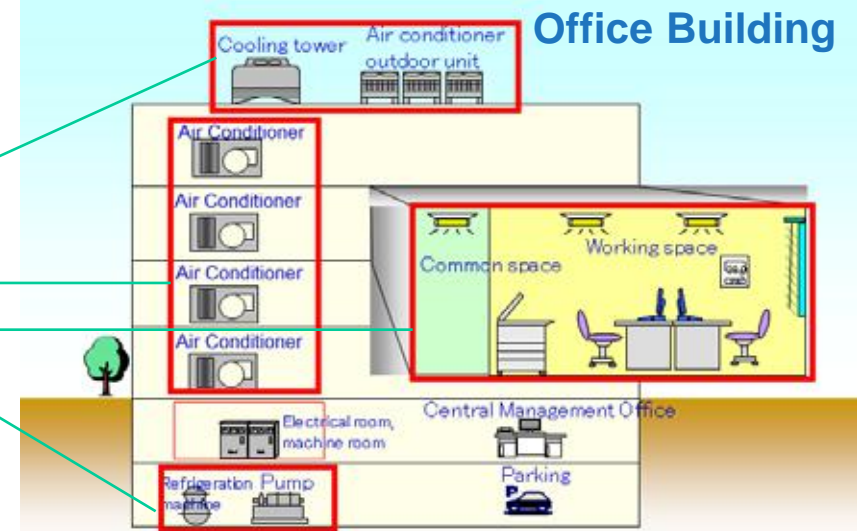 Office Building
Cooling tower
Air conditioner
outdoor unit
Air Conditioner
Air Conditioner
Air Conditioner
Air Conditioner
Common space
Working space
Electrical room,
machine room
Central Management Office
Refrigeration
machine
Pump
Parking
P